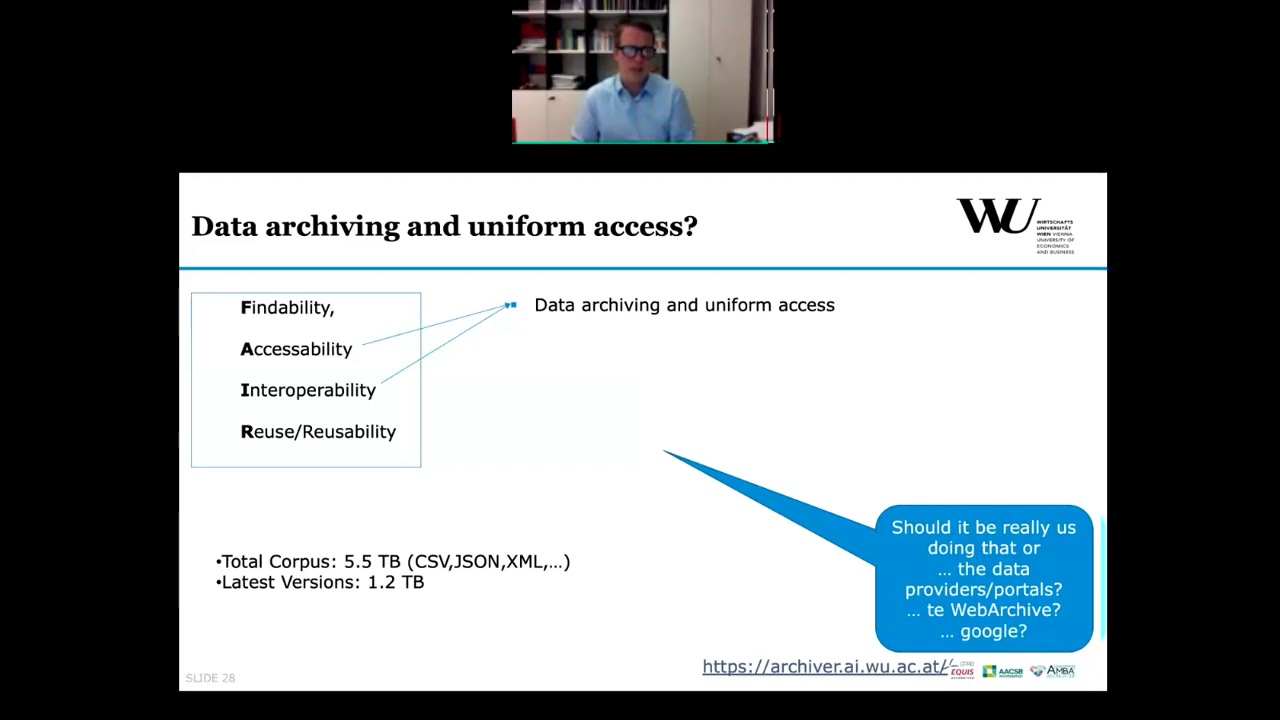 Data archiving and uniform access?
WU
WIRTSCHAFTS
UNIVERSITÄT
WIEN VIENNA
UNIVERSITY OF
ECONOMICS
AND BUSINESS
Findability,
Accessability
Interoperability
Reuse/Reusability
Data archiving and uniform access
Should it be really us
doing that or
... the data
providers/portals?
... te WebArchive?
... google?
•Total Corpus: 5.5 TB (CSV,JSON,XML,...)
•Latest Versions: 1.2 TB
https://archiver.ai.wu.ac.at/
EQUIS
AACSB
AMBA
SLIDE 28